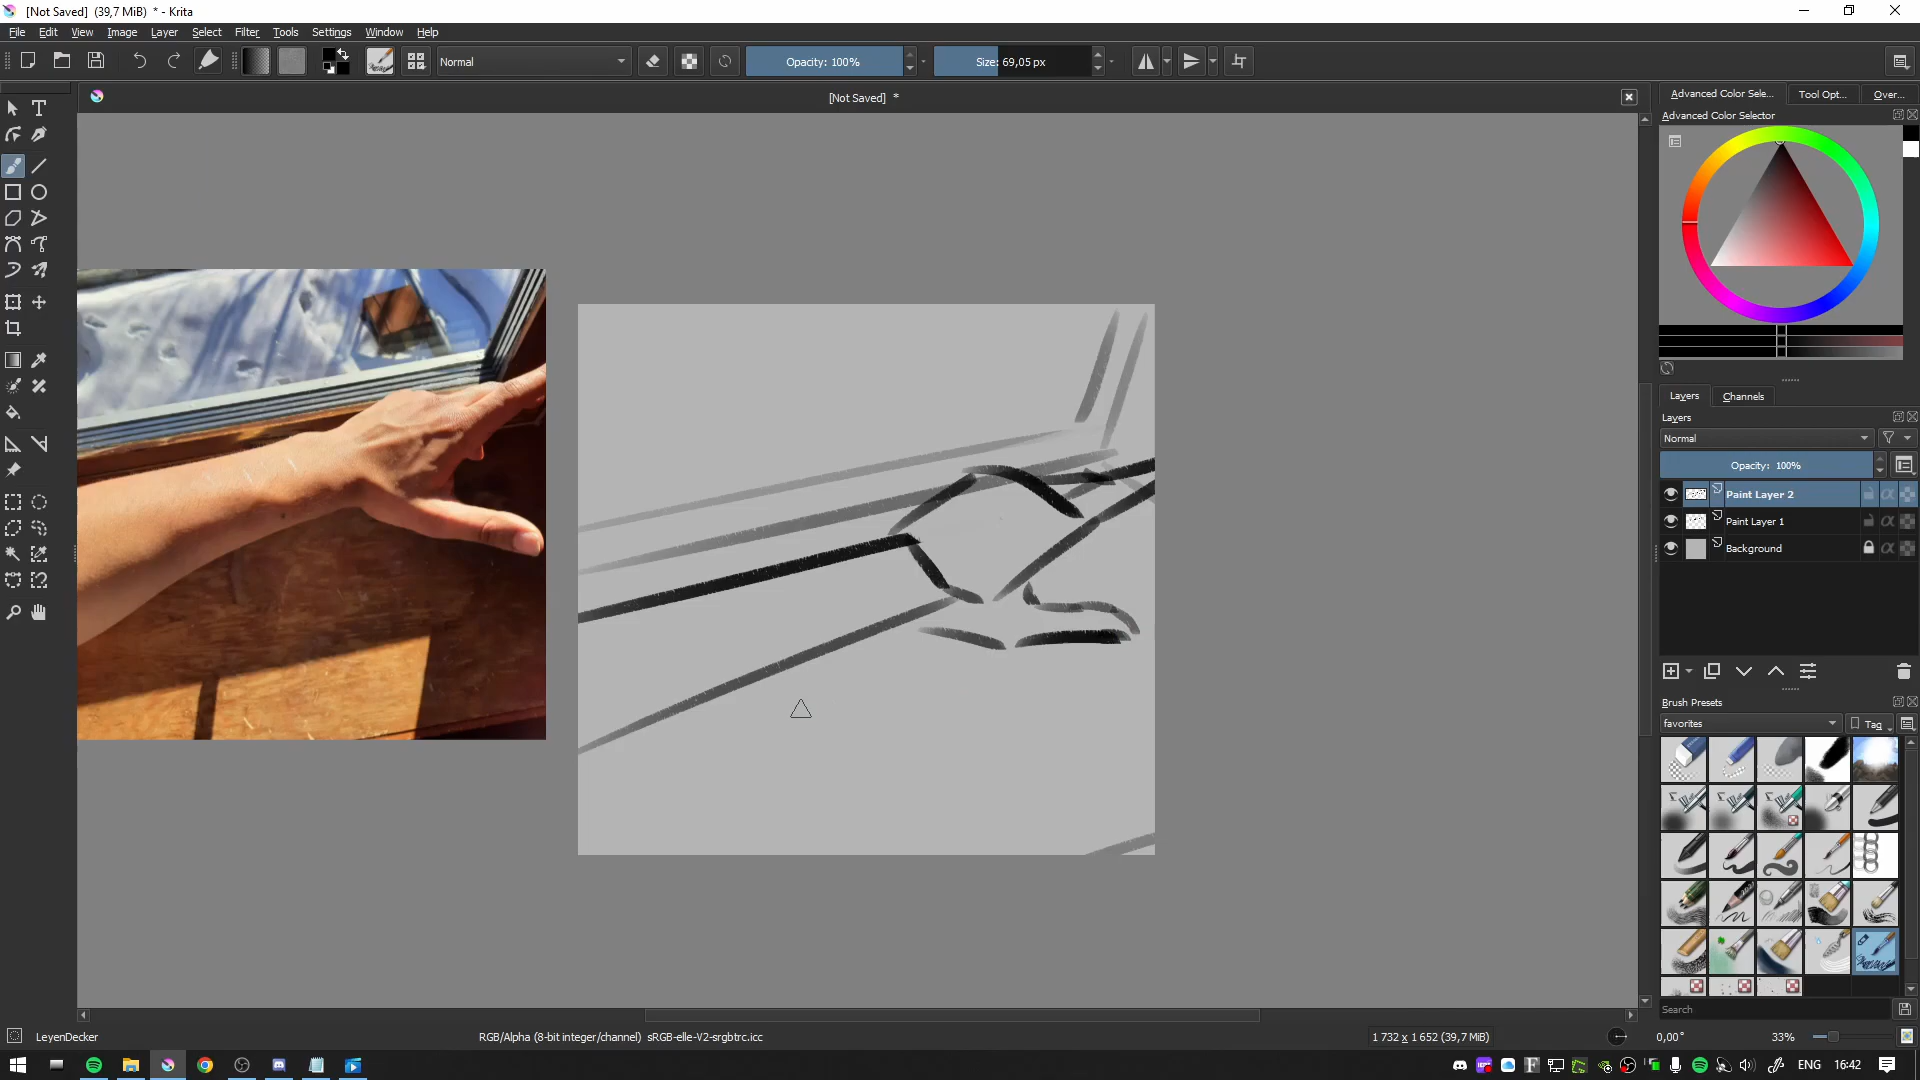 [Not Saved]  (39,7 MiB)  * - Krita
File Edit View Image Layer Select Filter Tools Settings Window Help
Normal
Opacity: 100%
Size: 69,05 px
[Not Saved]  *
Advanced Color Sele...
Tool Opt...
Over...
Advanced Color Selector
Layers
Channels
Layers
Normal
Opacity:  100%
Paint Layer 2
Paint Layer 1
Background
Brush Presets
favorites
Tag
Search
LeyenDecker
RGB/Alpha (8-bit integer/channel)  sRGB-elle-V2-srgbtrc.icc
1 732 x 1 652 (39,7 MiB)
0,00°
33%
ENG
16:42